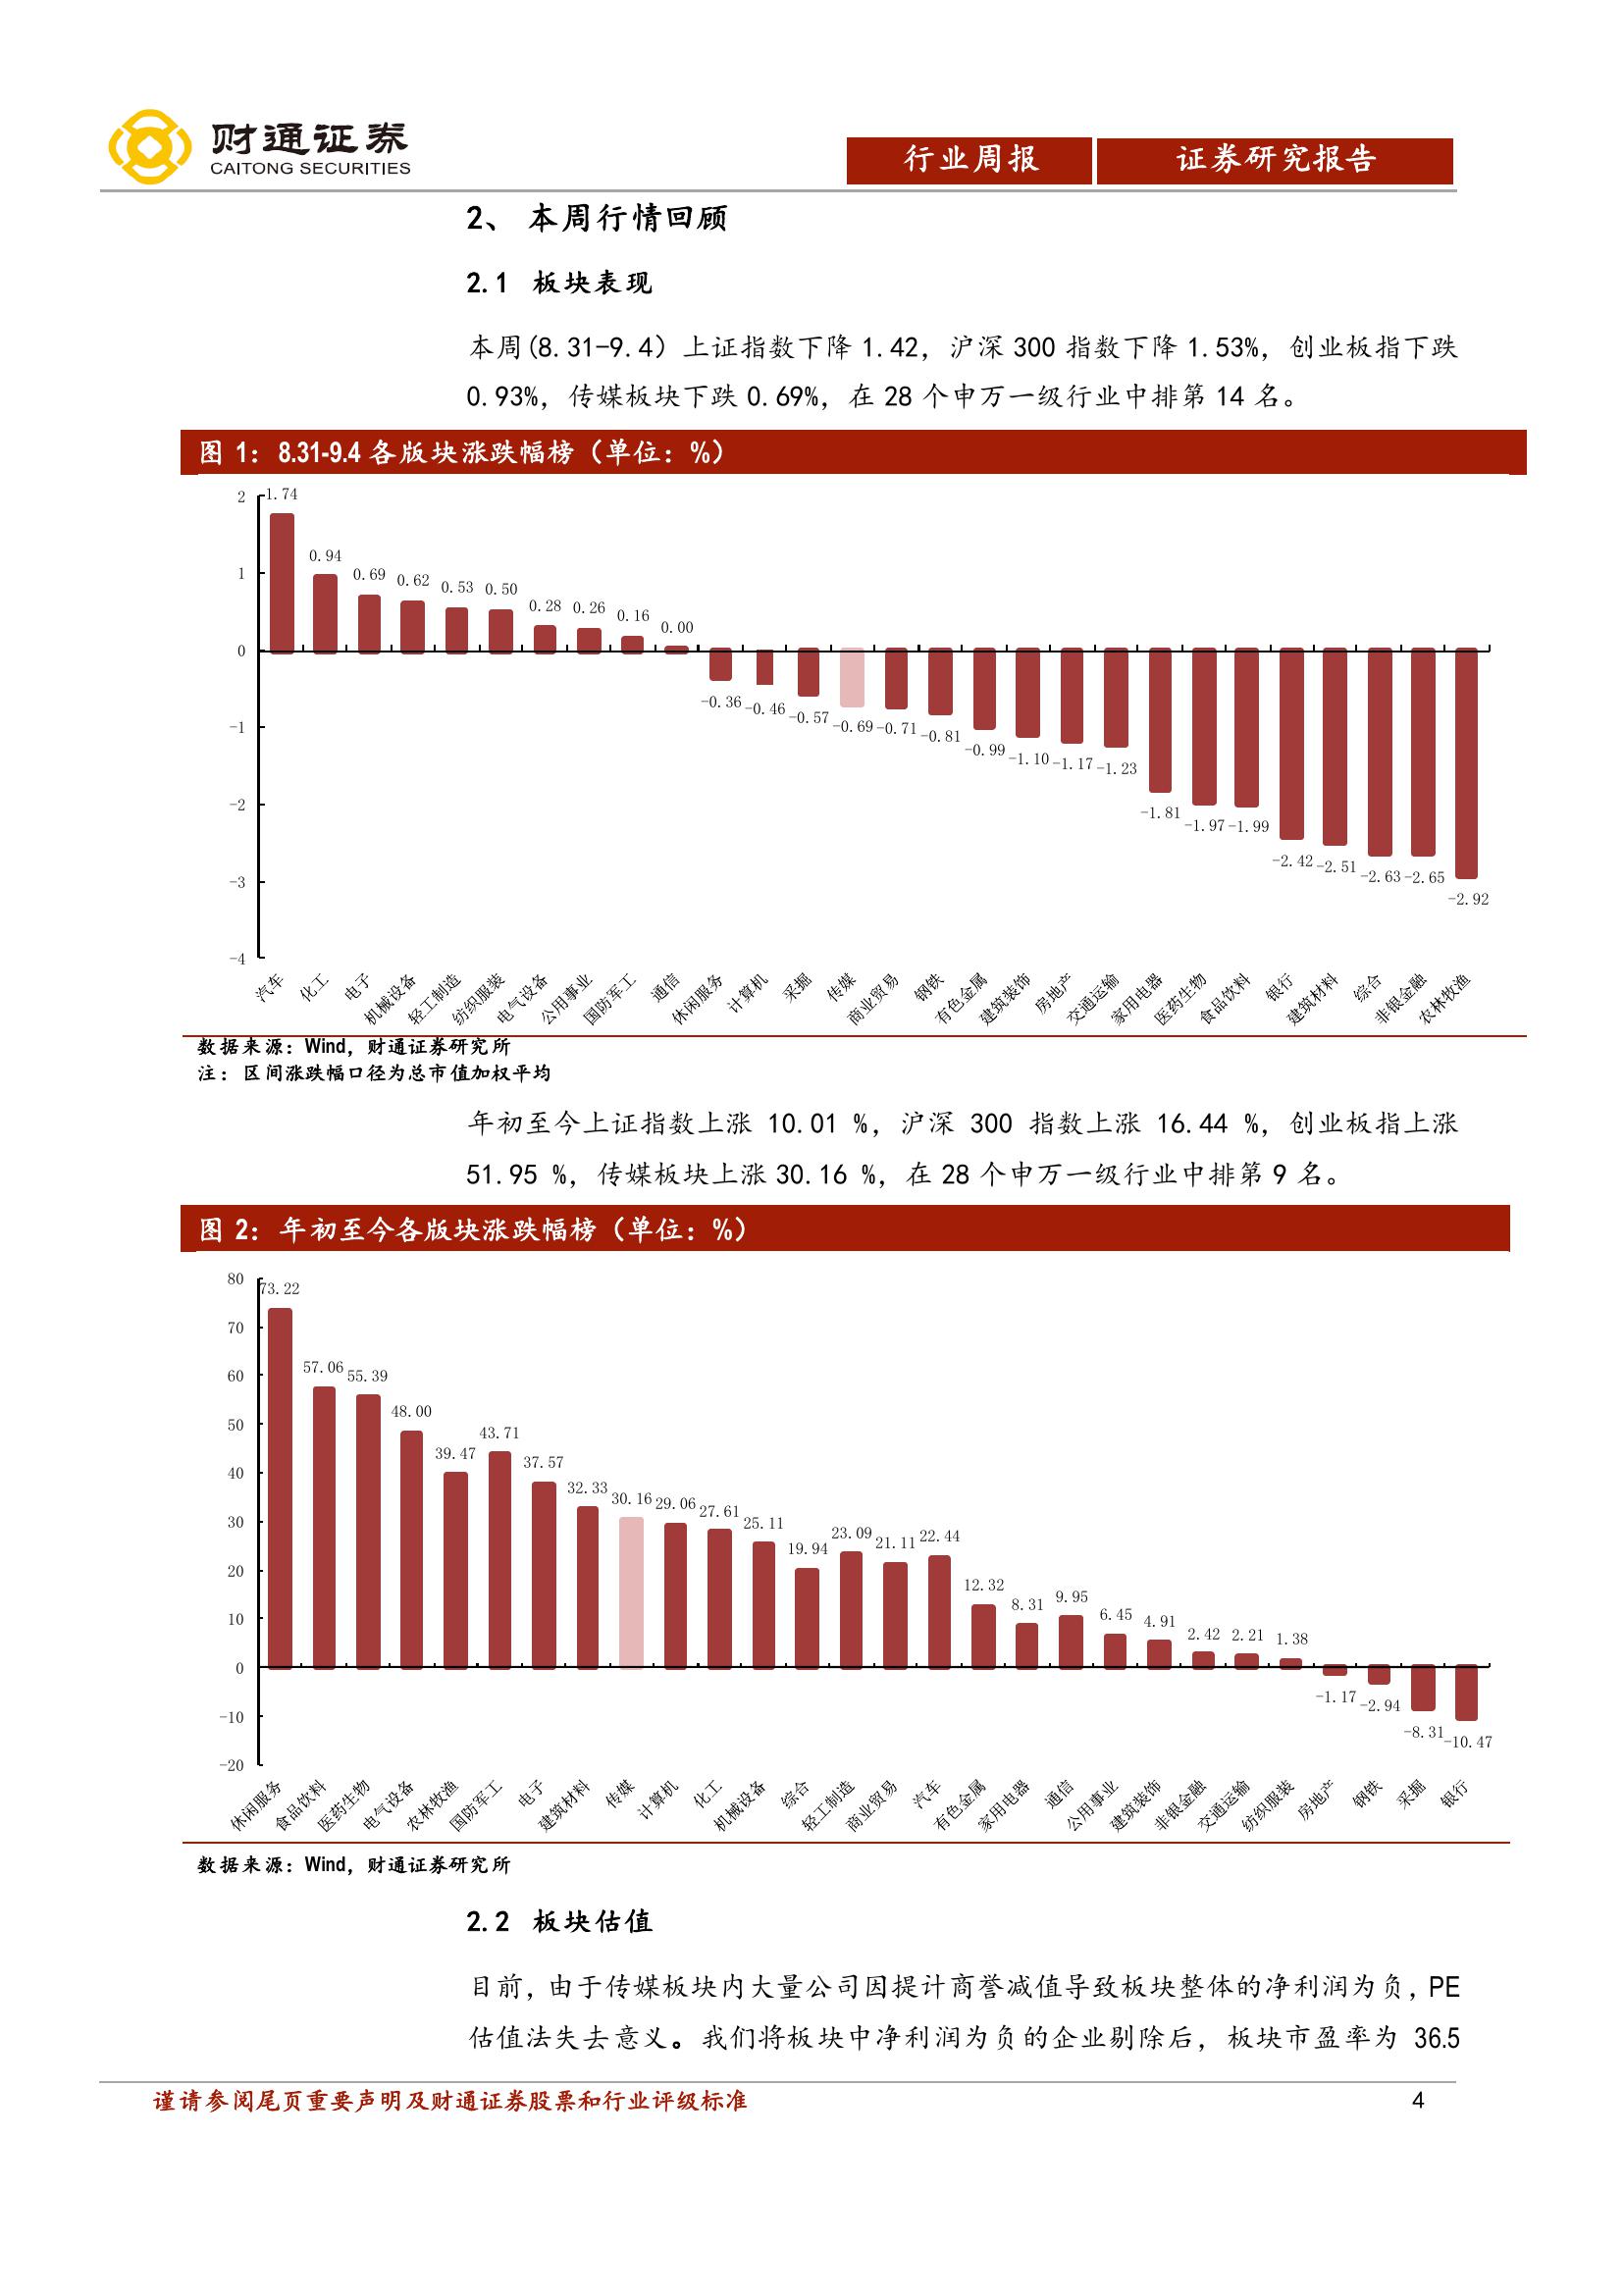 财通证券
CAITONG SECURITIES
行业周报
证券研究报告
2、 本周行情回顾
2.1 板块表现
本周(8.31-9.4) 上证指数下降 1.42, 沪深 300 指数下降 1.53%, 创业板指下跌
0.93%, 传媒板块下跌 0.69%, 在 28 个申万一级行业中排第 14 名。
图 1: 8.31-9.4 各版块涨跌幅榜（单位: %）
2
1
0
-1
-2
-3
-4
1.74 0.94 0.69 0.62 0.53 0.50 0.28 0.26 0.16 0.00 -0.36 -0.46 -0.57 -0.69 -0.71 -0.81 -0.99 -1.10 -1.17 -1.23 -1.81 -1.97 -1.99 -2.42 -2.51 -2.63 -2.65 -2.92
汽车 化工 电子 机械设备 轻工制造 纺织服装 电气设备 公用事业 国防军工 通信 休闲服务 计算机 采掘 传媒 商业贸易 钢铁 有色金属 建筑装饰 房地产 交通运输 家用电器 医药生物 食品饮料 银行 建筑材料 综合 非银金融 农林牧渔
数据来源: Wind, 财通证券研究所
注: 区间涨跌幅口径为总市值加权平均
年初至今上证指数上涨 10.01 %, 沪深 300 指数上涨 16.44 %, 创业板指上涨
51.95 %, 传媒板块上涨 30.16 %, 在 28 个申万一级行业中排第 9 名。
图 2: 年初至今各版块涨跌幅榜（单位: %）
80
70
60
50
40
30
20
10
0
-10
-20
73.22 57.06 55.39 48.00 39.47 43.71 37.57 32.33 30.16 29.06 27.61 25.11 19.94 23.09 21.11 22.44 12.32 8.31 9.95 6.45 4.91 2.42 2.21 1.38 -1.17 -2.94 -8.31 -10.47
休闲服务 食品饮料 医药生物 电气设备 农林牧渔 国防军工 电子 建筑材料 传媒 计算机 化工 机械设备 综合 轻工制造 商业贸易 汽车 有色金属 家用电器 通信 公用事业 建筑装饰 非银金融 交通运输 纺织服装 房地产 钢铁 采掘 银行
数据来源: Wind, 财通证券研究所
2.2 板块估值
目前, 由于传媒板块内大量公司因提计商誉减值导致板块整体的净利润为负, PE
估值法失去意义。我们将板块中净利润为负的企业剔除后, 板块市盈率为 36.5
谨请参阅尾页重要声明及财通证券股票和行业评级标准
4